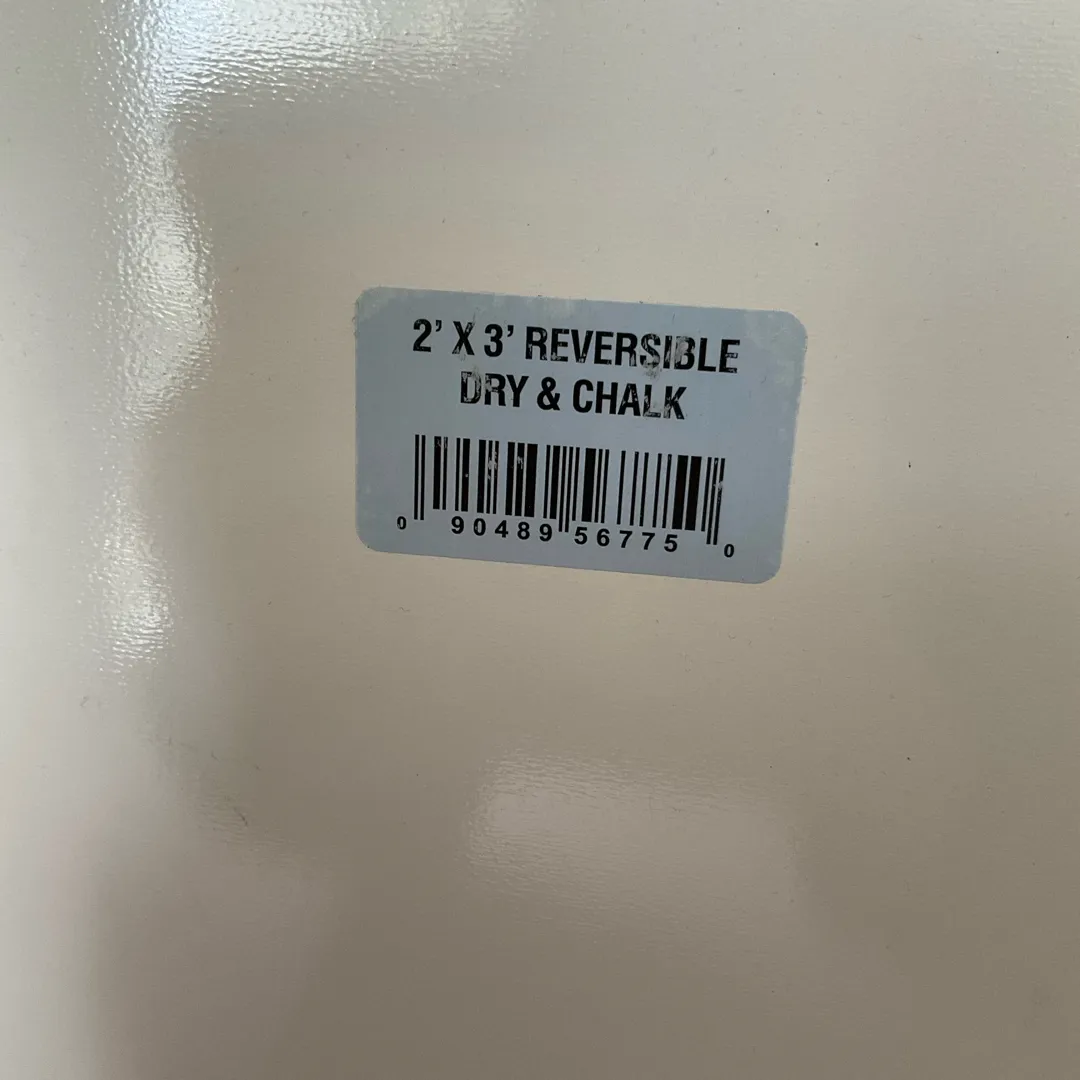 2' X 3' REVERSIBLE
DRY & CHALK
0 90489 56775 0